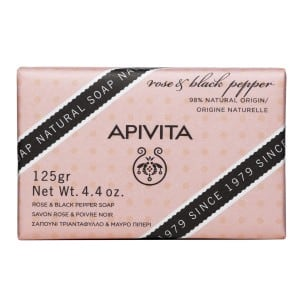 rose & black pepper
98% NATURAL ORIGIN/
ORIGINE NATURELLE
AP NATURAL SOAP NA
APIVITA
125gr
Net Wt. 4.4 oz.
ROSE & BLACK PEPPER SOAP
SAVON ROSE & POIVRE NOIR
ΣΑΠΟΥΝΙ ΤΡΙΑΝΤΑΦΥΛΛΟ & ΜΑΥΡΟ ΠΙΠΕΡΙ
SINCE 1979 SINCE 1979